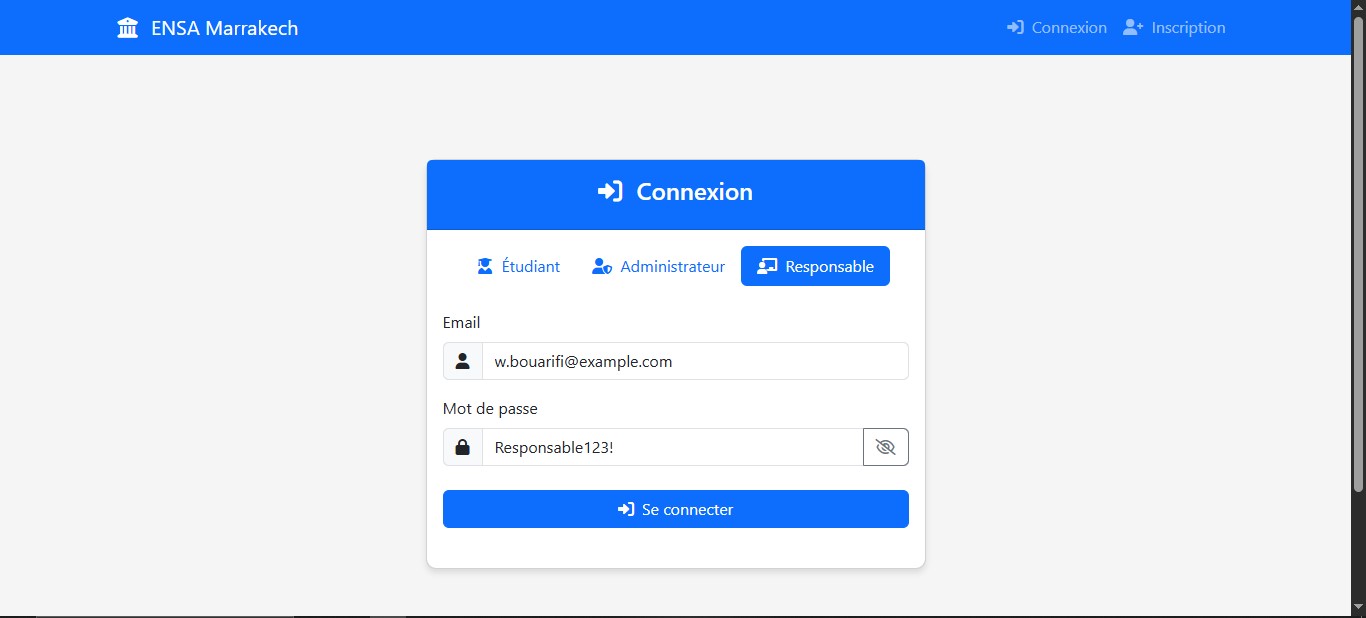 ENSA Marrakech
Connexion Inscription
Connexion
Étudiant Administrateur Responsable
Email
w.bouarifi@example.com
Mot de passe
Responsable123!
Se connecter